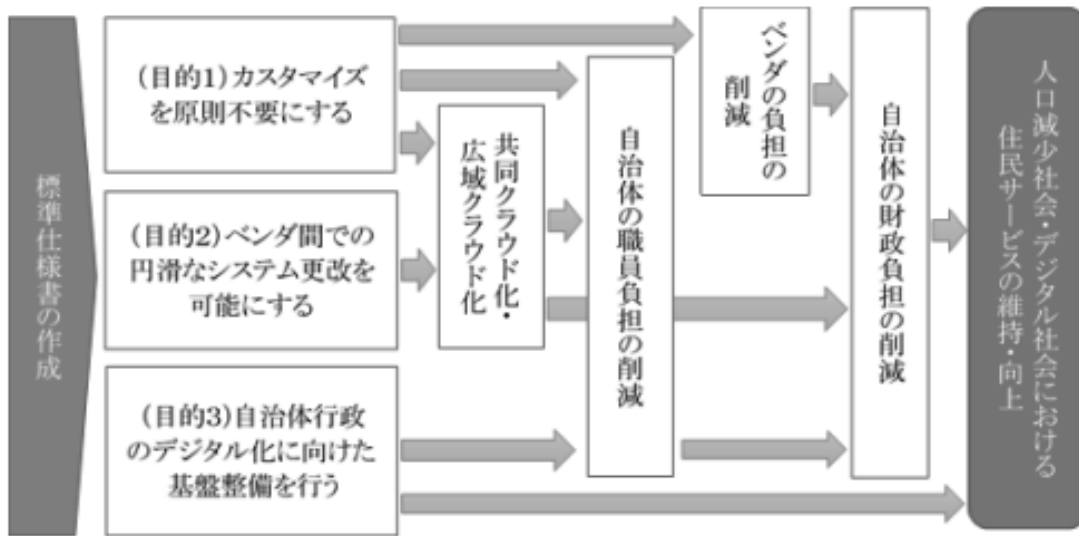 標準仕様書の作成
(目的1)カスタマイズ
を原則不要にする
(目的2)ベンダ間での
円滑なシステム更改を
可能にする
(目的3)自治体行政
のデジタル化に向けた
基盤整備を行う
共同クラウド化・
広域クラウド化
自治体の職員負担の削減
ベンダの負担の
削減
自治体の財政負担の削減
人口減少社会・デジタル社会における
住民サービスの維持・向上